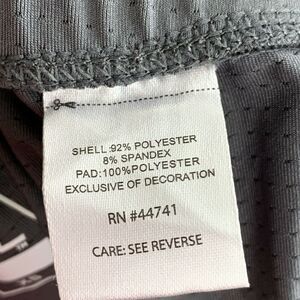 SHELL:92% POLYESTER
8% SPANDEX
PAD:100%POLYESTER
EXCLUSIVE OF DECORATION
RN #44741
CARE: SEE REVERSE